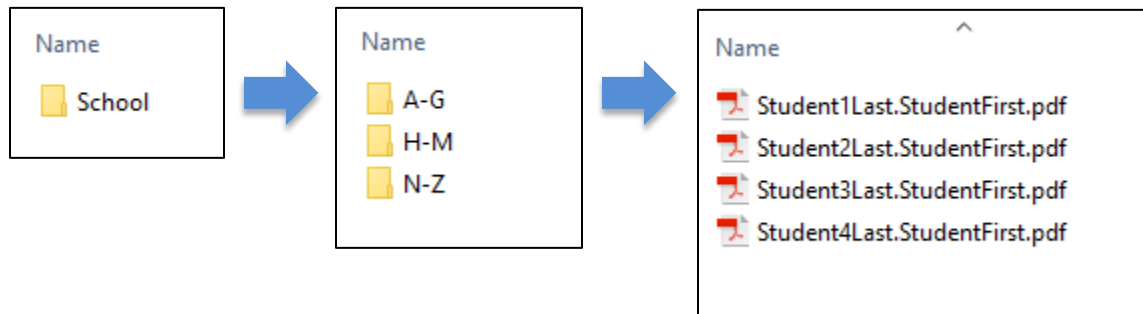 Name
School
Name
A-G
H-M
N-Z
Name
Student1Last.StudentFirst.pdf
Student2Last.StudentFirst.pdf
Student3Last.StudentFirst.pdf
Student4Last.StudentFirst.pdf